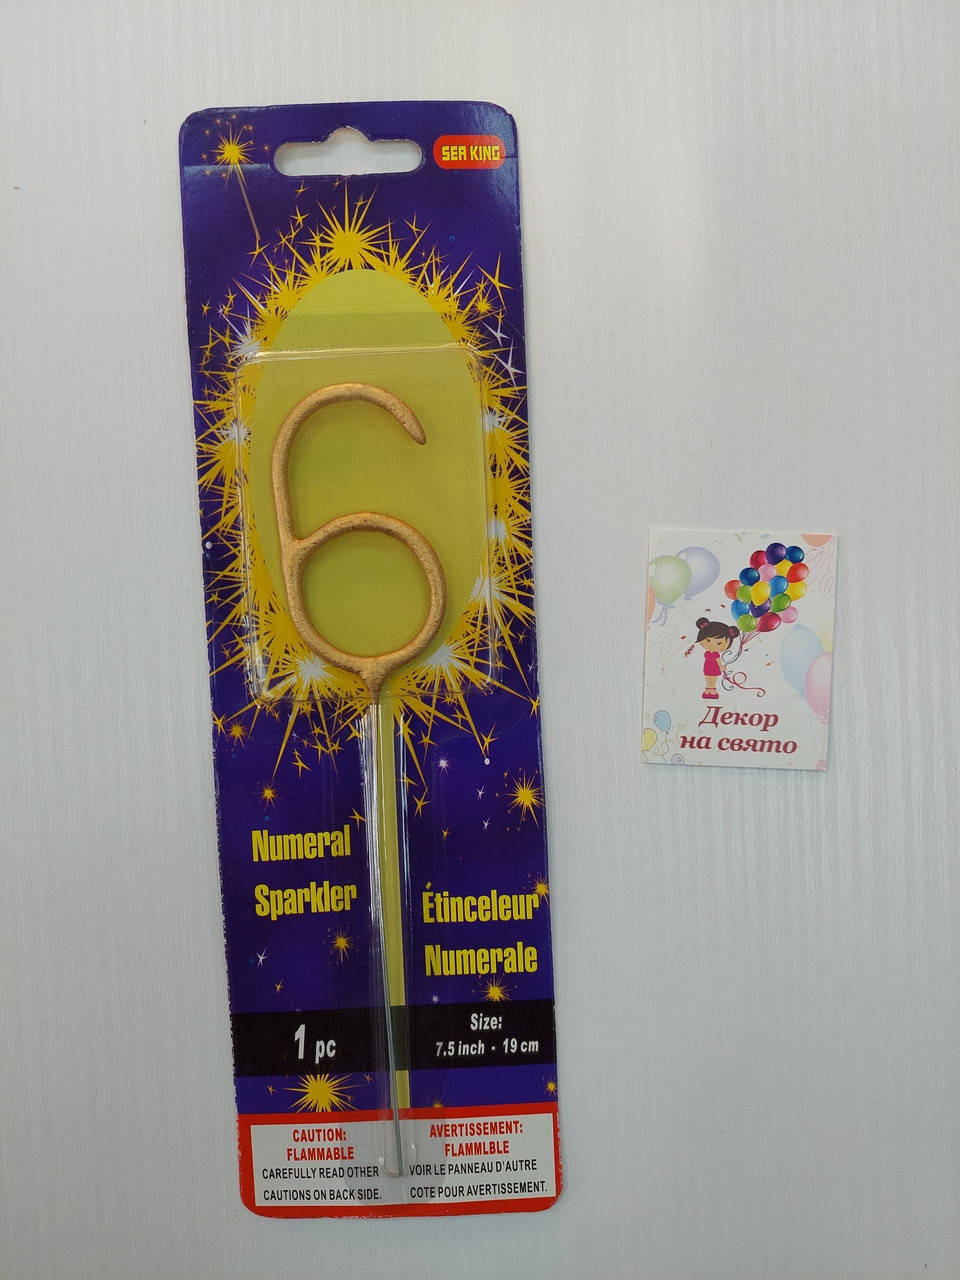 SEA KING
Numeral
Sparkler
Étinceleur
Numerale
1 pc
Size:
7.5 inch - 19 cm
CAUTION:
FLAMMABLE
CAREFULLY READ OTHER
CAUTIONS ON BACK SIDE.
AVERTISSEMENT:
FLAMMLBLE
VOIR LE PANNEAU D'AUTRE
COTE POUR AVERTISSEMENT.
Декор
на свято